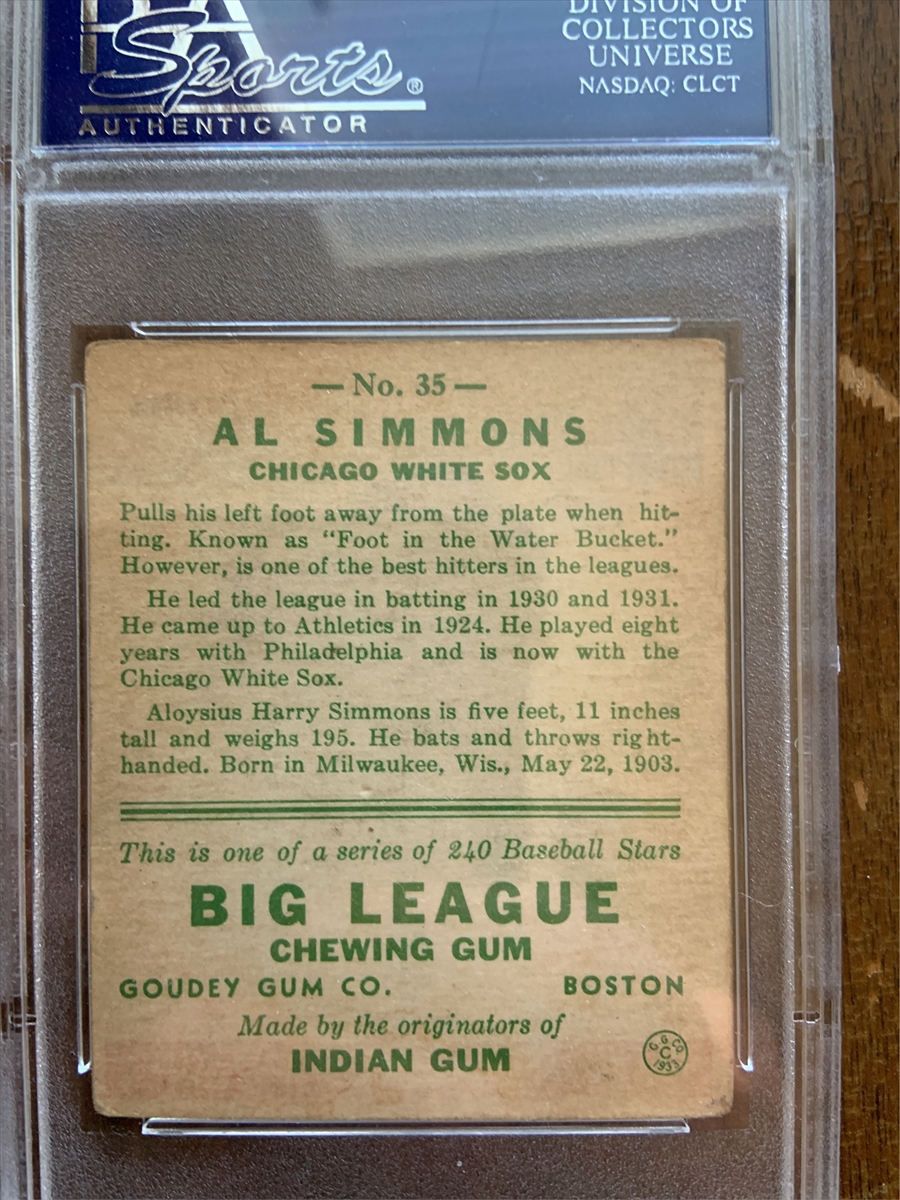 Sports®
AUTHENTICATOR
DIVISION OF
COLLECTORS
UNIVERSE
NASDAQ: CLCT
— No. 35 —
AL SIMMONS
CHICAGO WHITE SOX
Pulls his left foot away from the plate when hit-
ting. Known as "Foot in the Water Bucket."
However, is one of the best hitters in the leagues.
He led the league in batting in 1930 and 1931.
He came up to Athletics in 1924. He played eight
years with Philadelphia and is now with the
Chicago White Sox.
Aloysius Harry Simmons is five feet, 11 inches
tall and weighs 195. He bats and throws right-
handed. Born in Milwaukee, Wis., May 22, 1903.
This is one of a series of 240 Baseball Stars
BIG LEAGUE
CHEWING GUM
GOUDEY GUM CO. BOSTON
Made by the originators of
INDIAN GUM
G. G. CO.
C
1933